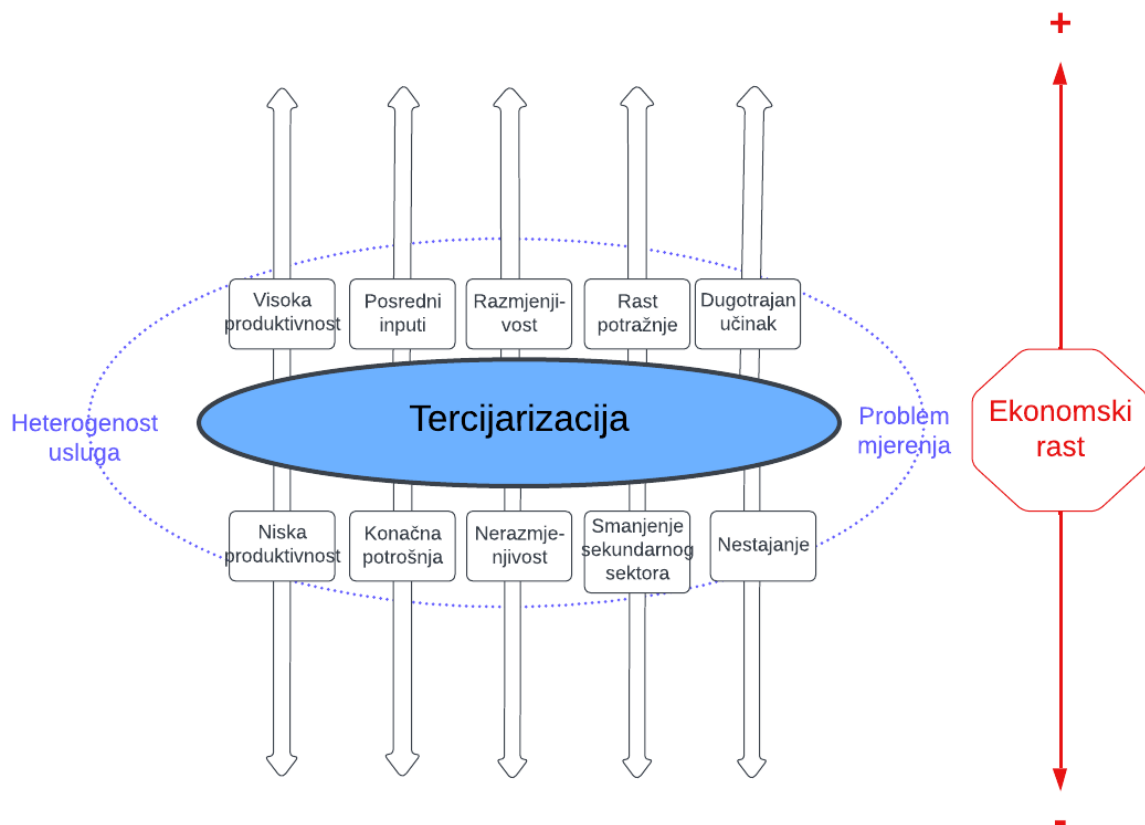 +
Visoka
produktivnost
Posredni
inputi
Razmjenji-
vost
Rast
potražnje
Dugotrajan
učinak
Heterogenost
usluga
Tercijarizacija
Problem
mjerenja
Ekonomski
rast
Niska
produktivnost
Konačna
potrošnja
Nerazmje-
njivost
Smanjenje
sekundarnog
sektora
Nestajanje
-